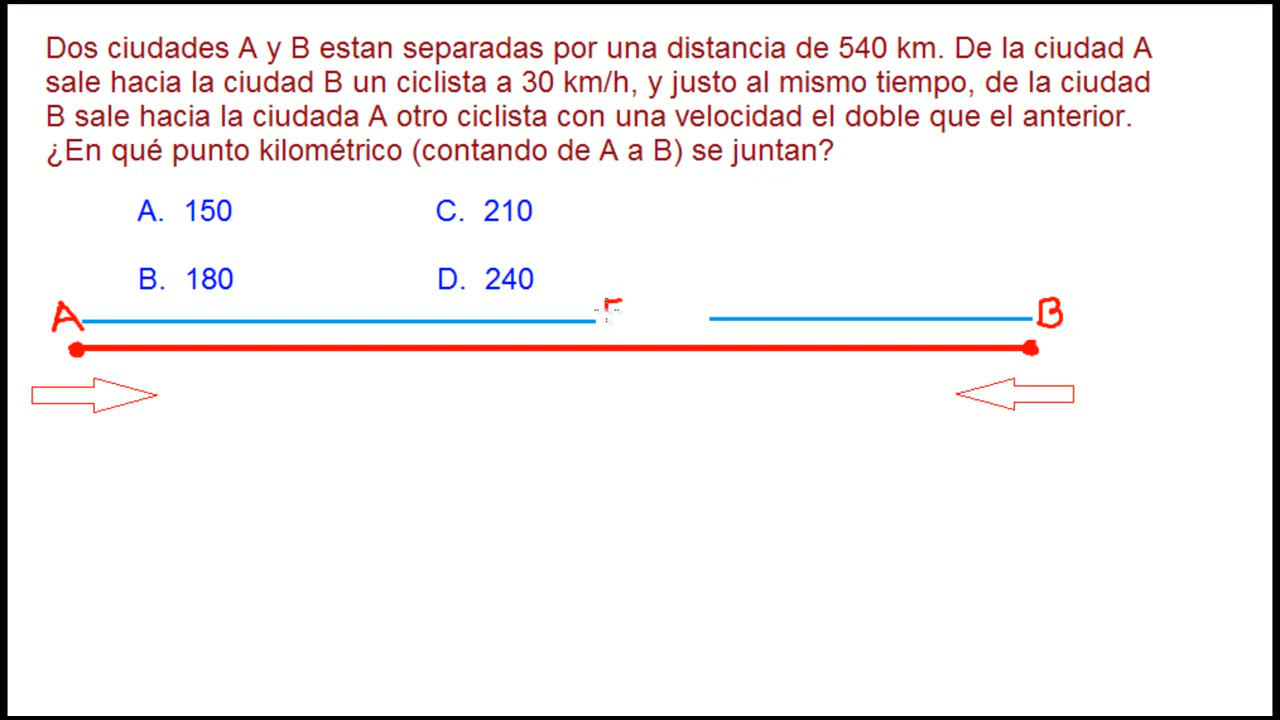 Dos ciudades A y B estan separadas por una distancia de 540 km. De la ciudad A
sale hacia la ciudad B un ciclista a 30 km/h, y justo al mismo tiempo, de la ciudad
B sale hacia la ciudada A otro ciclista con una velocidad el doble que el anterior.
¿En qué punto kilométrico (contando de A a B) se juntan?
A. 150 C. 210
B. 180 D. 240
A B